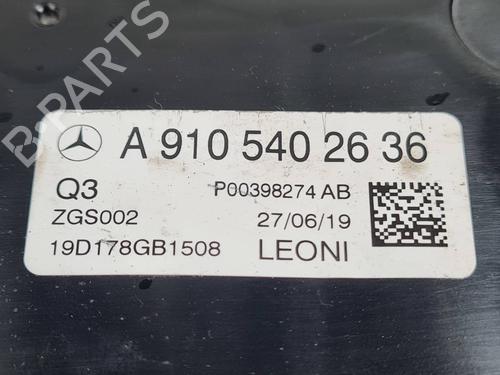 A 910 540 26 36
Q3
P00398274 AB
ZGS002
27/06/19
19D178GB1508
LEONI
B-PARTS